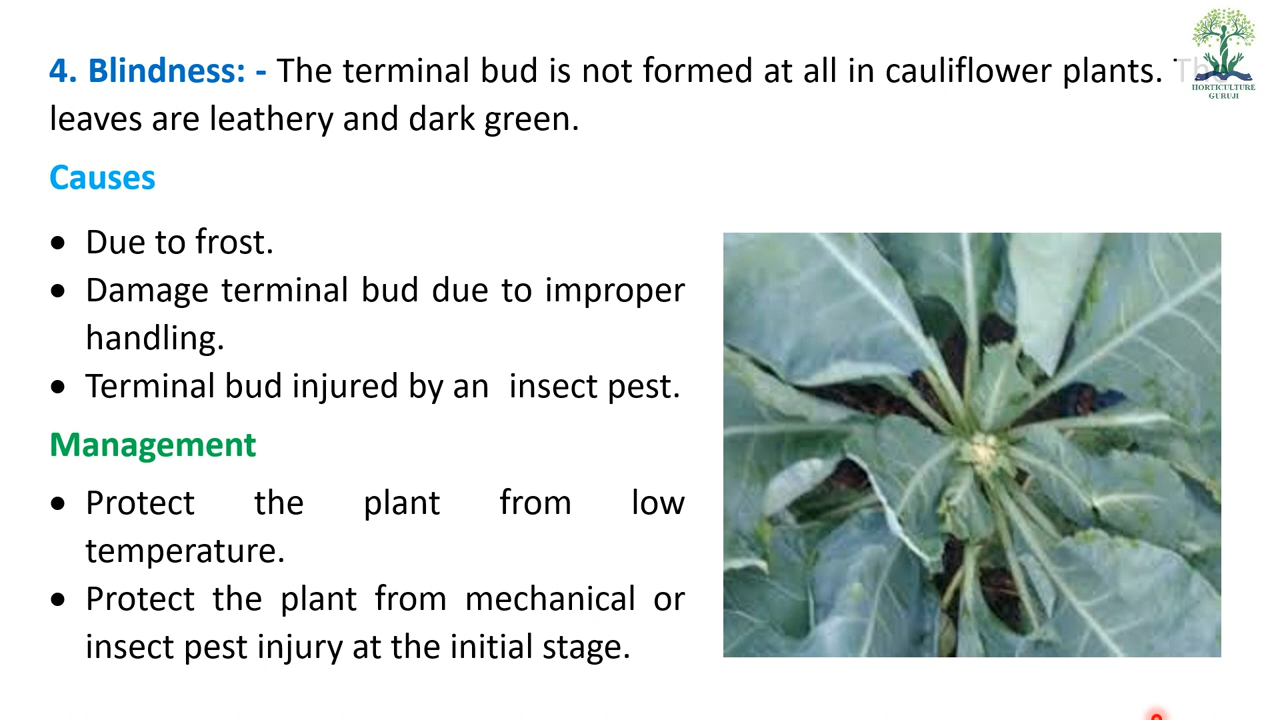 4. Blindness: - The terminal bud is not formed at all in cauliflower plants. The
leaves are leathery and dark green.
HORTICULTURE
GURUJI
Causes
• Due to frost.
• Damage terminal bud due to improper
handling.
• Terminal bud injured by an insect pest.
Management
• Protect the plant from low
temperature.
• Protect the plant from mechanical or
insect pest injury at the initial stage.